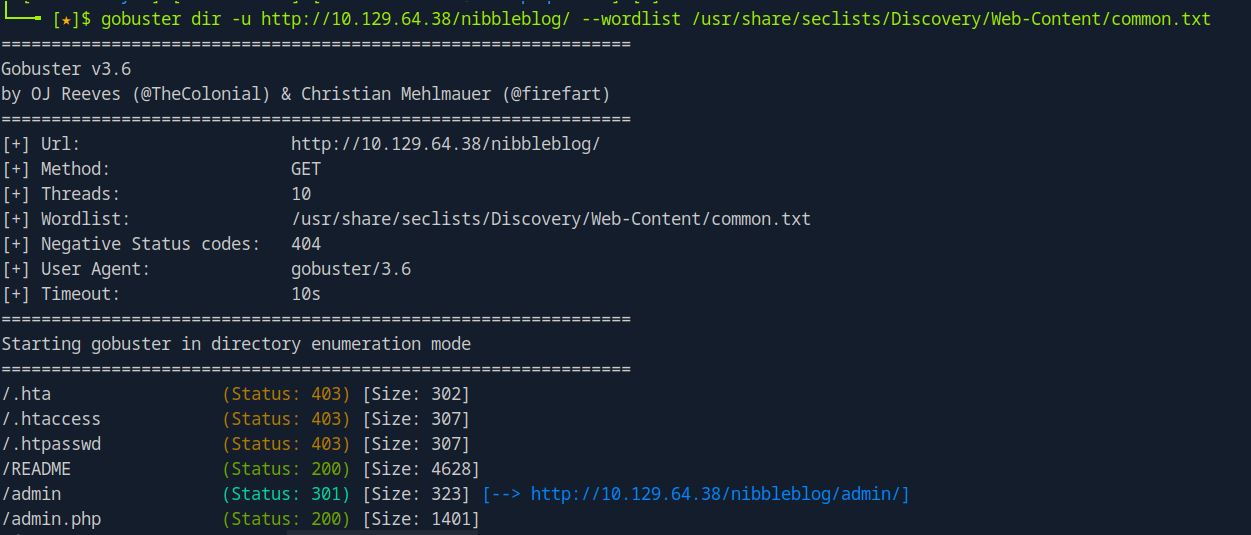 [★]$ gobuster dir -u http://10.129.64.38/nibbleblog/ --wordlist /usr/share/seclists/Discovery/Web-Content/common.txt
===============================================================
Gobuster v3.6
by OJ Reeves (@TheColonial) & Christian Mehlmauer (@firefart)
===============================================================
[+] Url:                     http://10.129.64.38/nibbleblog/
[+] Method:                  GET
[+] Threads:                 10
[+] Wordlist:                /usr/share/seclists/Discovery/Web-Content/common.txt
[+] Negative Status codes:   404
[+] User Agent:              gobuster/3.6
[+] Timeout:                 10s
===============================================================
Starting gobuster in directory enumeration mode
===============================================================
/.hta                 (Status: 403) [Size: 302]
/.htaccess            (Status: 403) [Size: 307]
/.htpasswd            (Status: 403) [Size: 307]
/README               (Status: 200) [Size: 4628]
/admin                (Status: 301) [Size: 323] [--> http://10.129.64.38/nibbleblog/admin/]
/admin.php            (Status: 200) [Size: 1401]